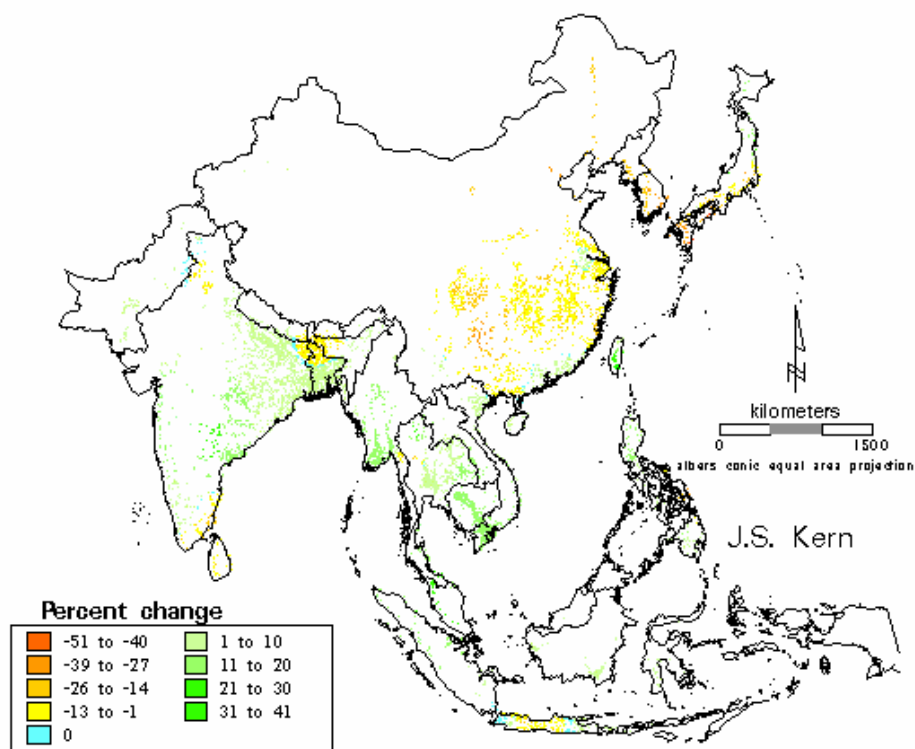 kilometers
0 1500
albers conic equal area projection
J.S. Kern
Percent change
-51 to -40 1 to 10
-39 to -27 11 to 20
-26 to -14 21 to 30
-13 to -1 31 to 41
0